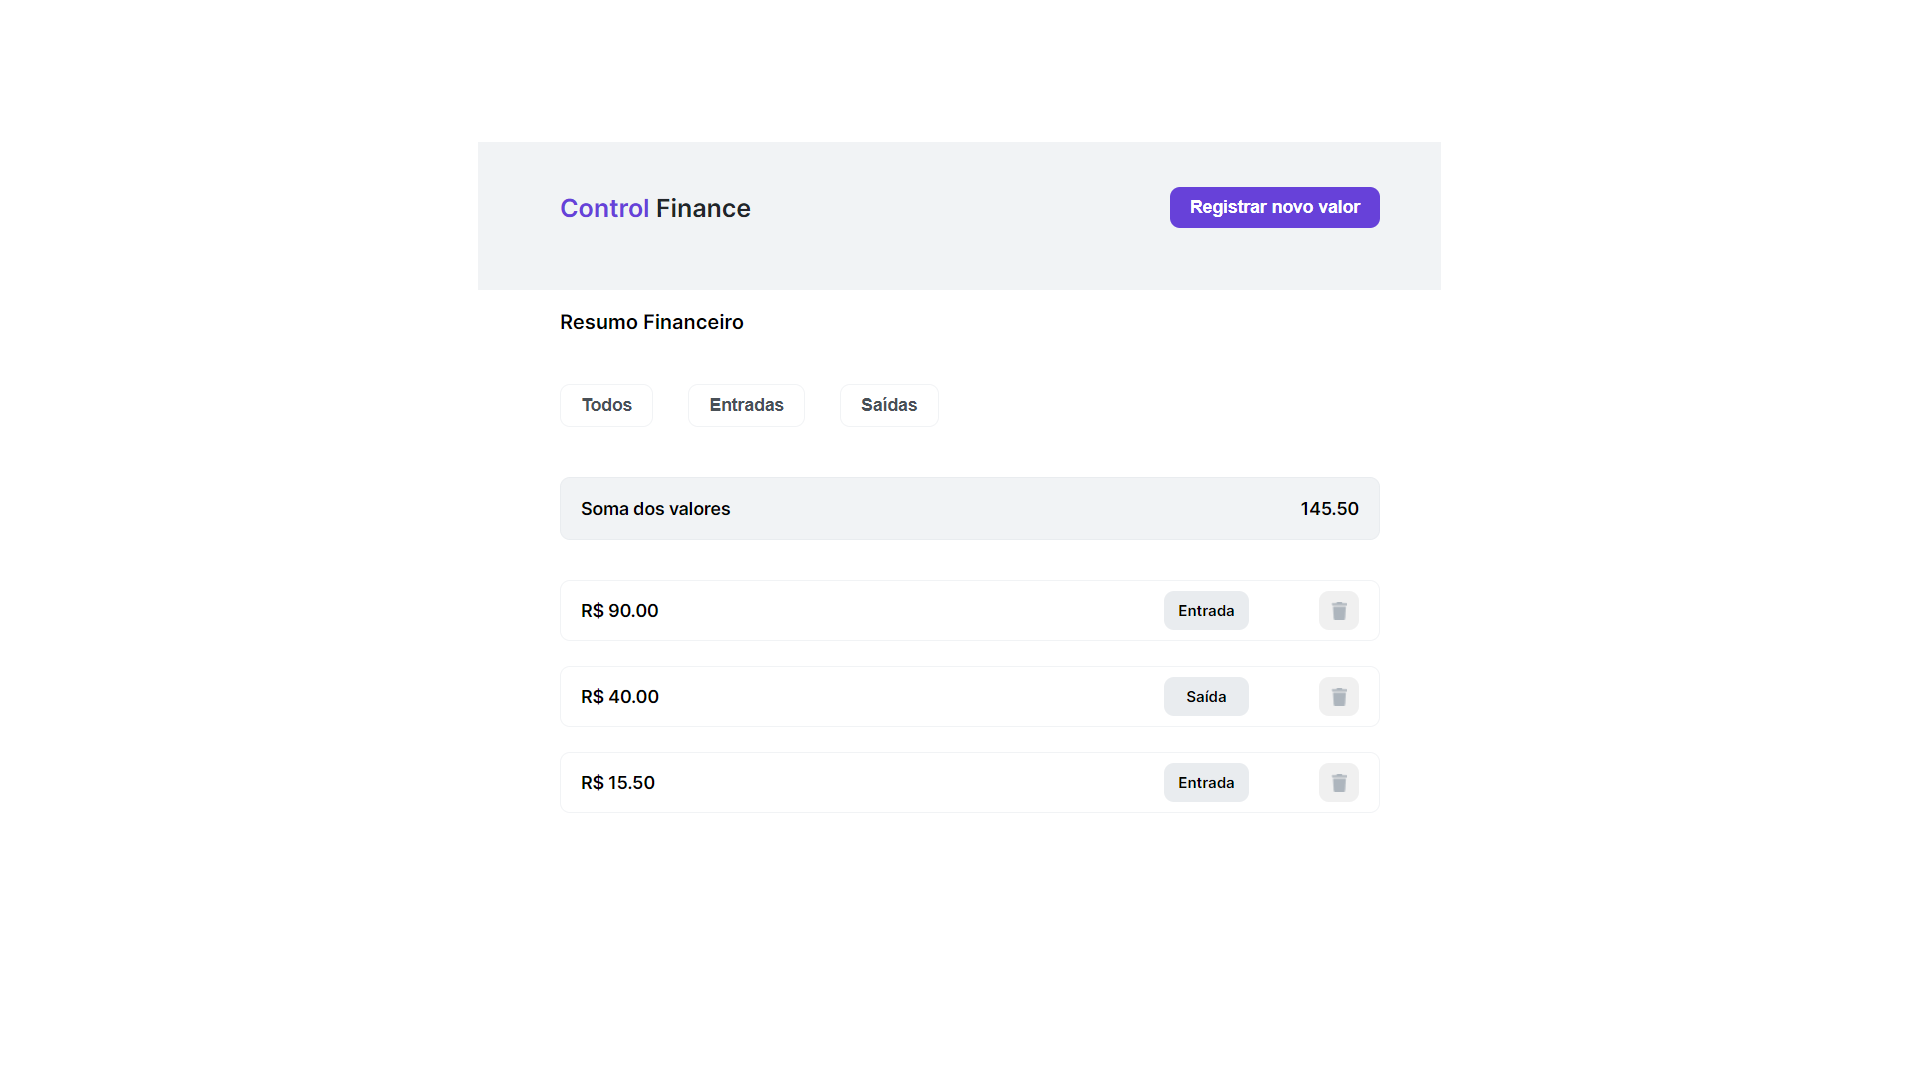 Control Finance
Registrar novo valor
Resumo Financeiro
Todos
Entradas
Saídas
Soma dos valores
145.50
R$ 90.00
Entrada
R$ 40.00
Saída
R$ 15.50
Entrada